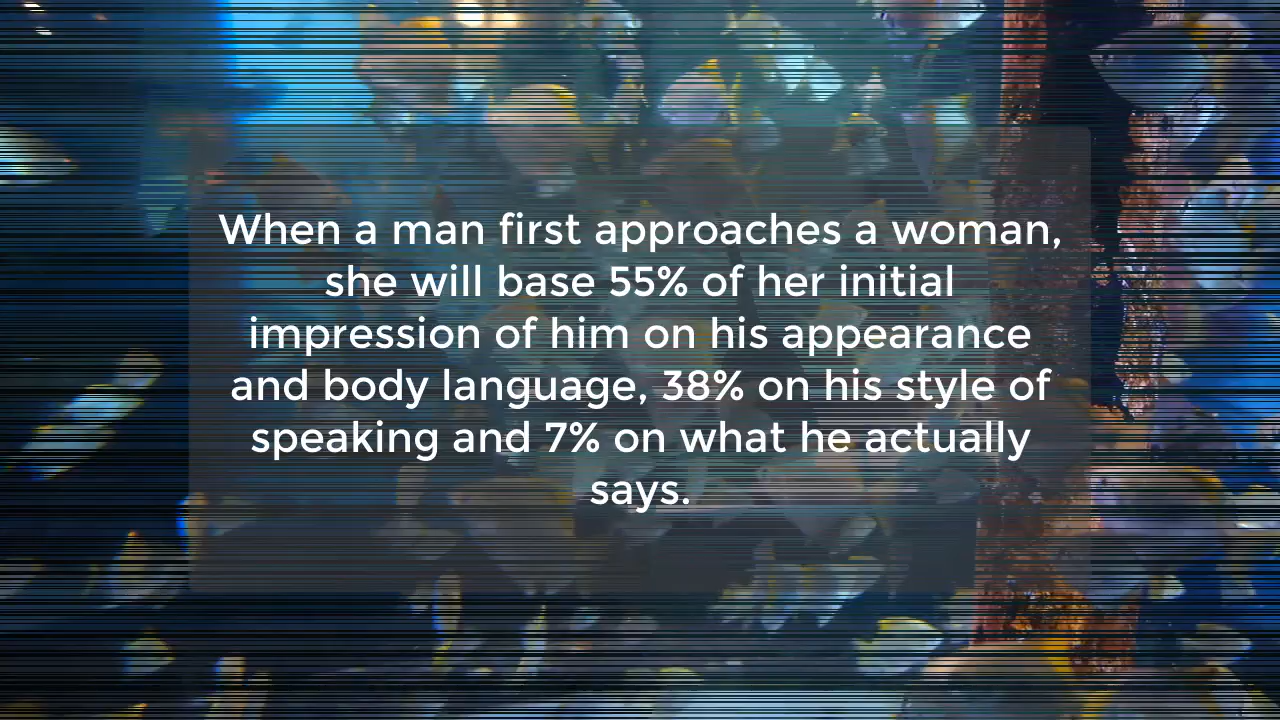 When a man first approaches a woman,
she will base 55% of her initial
impression of him on his appearance
and body language, 38% on his style of
speaking and 7% on what he actually
says.